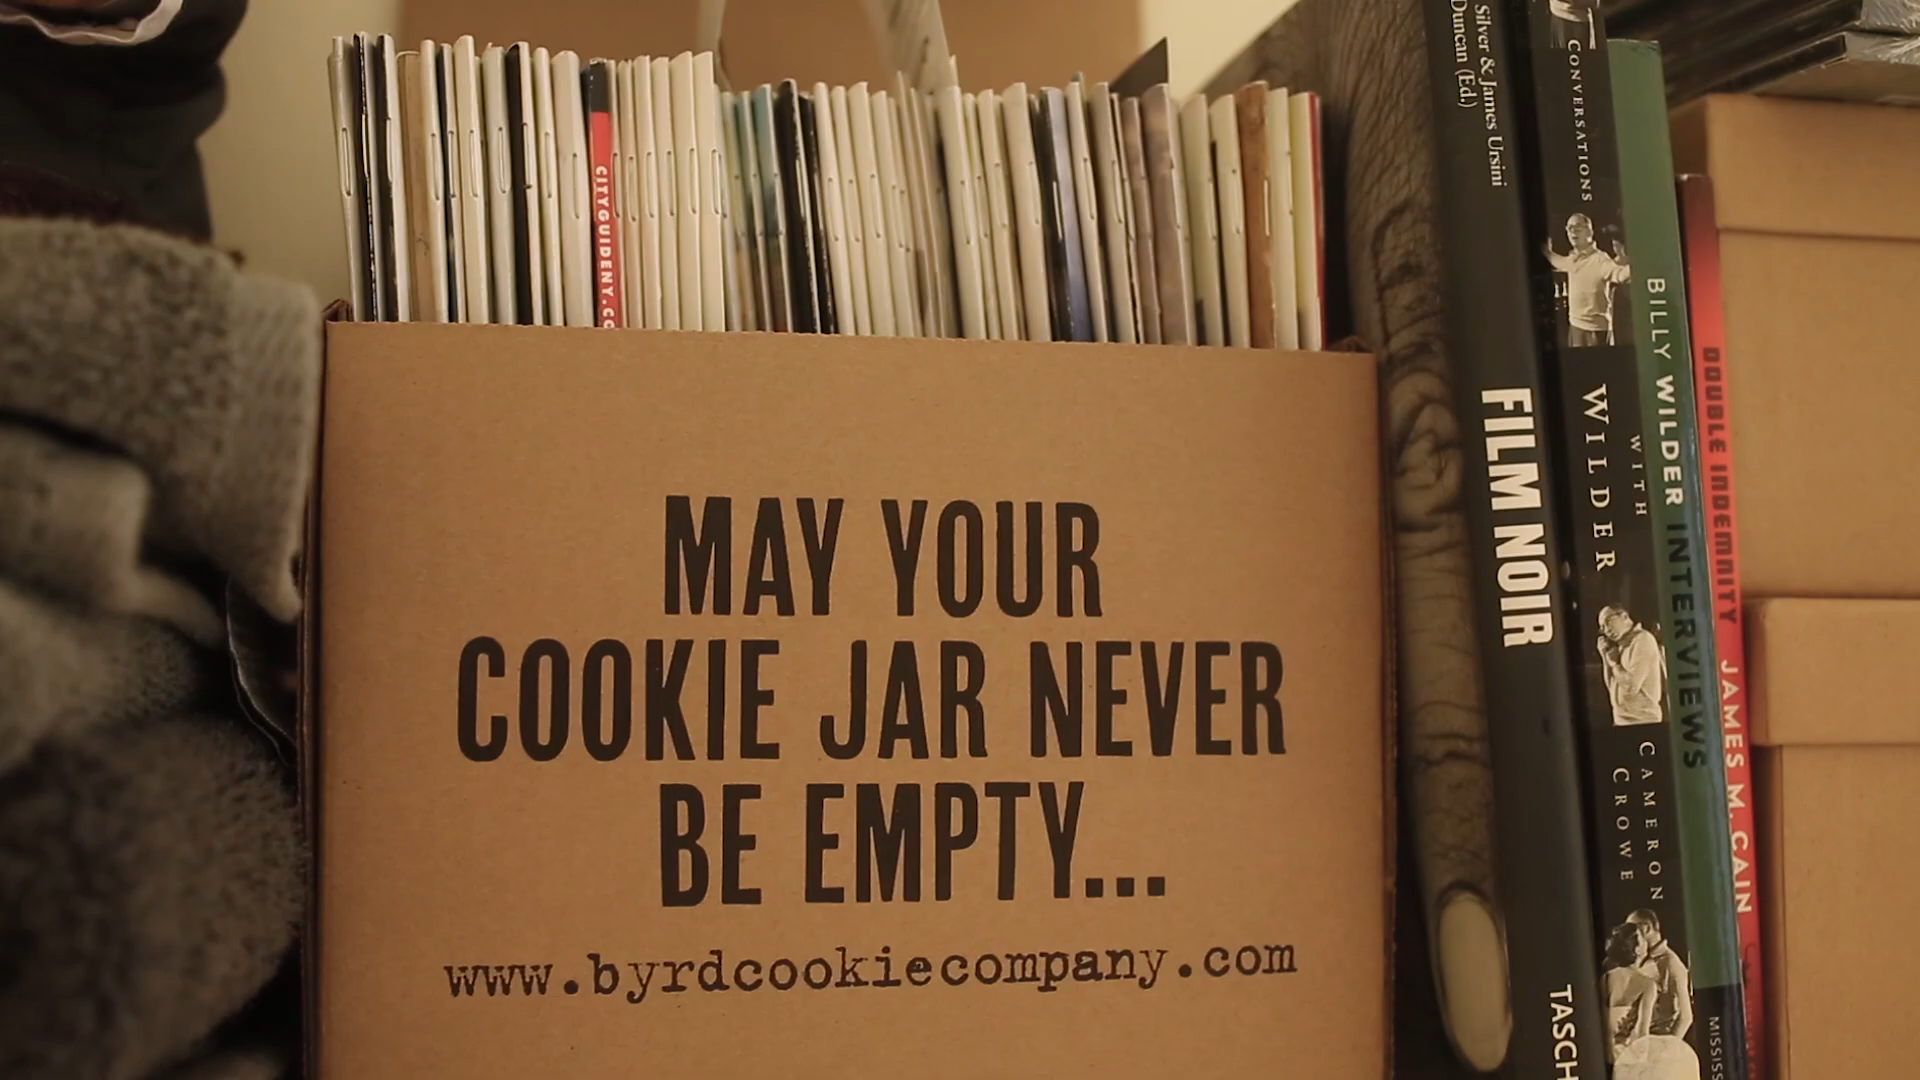 CITYGUIDENY.CO
MAY YOUR
COOKIE JAR NEVER
BE EMPTY...
www.byrdcookiecompany.com
Silver & James Ursini
Duncan (Ed.)
FILM NOIR
TASCH
CONVERSATIONS
WITH
WILDER
CAMERON
CROWE
BILLY WILDER INTERVIEWS
MISSISS
DOUBLE INDEMNITY JAMES M. CAIN